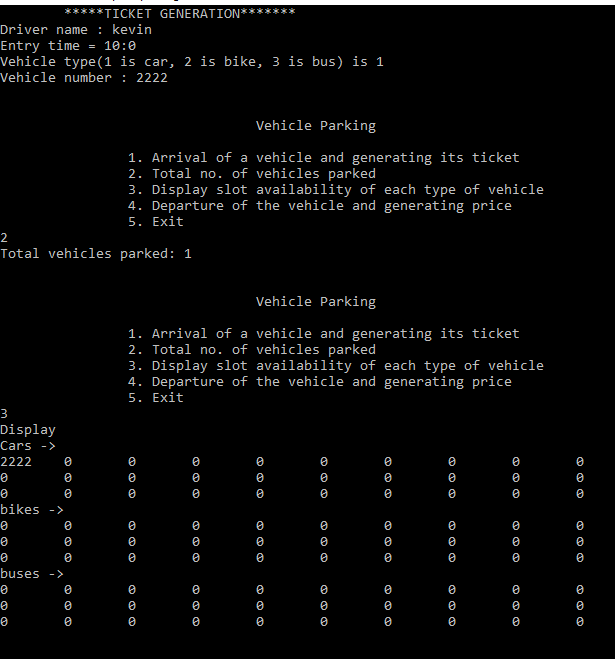 *****TICKET GENERATION*******
Driver name : kevin
Entry time = 10:0
Vehicle type(1 is car, 2 is bike, 3 is bus) is 1
Vehicle number : 2222
Vehicle Parking
1. Arrival of a vehicle and generating its ticket
2. Total no. of vehicles parked
3. Display slot availability of each type of vehicle
4. Departure of the vehicle and generating price
5. Exit
2
Total vehicles parked: 1
Vehicle Parking
1. Arrival of a vehicle and generating its ticket
2. Total no. of vehicles parked
3. Display slot availability of each type of vehicle
4. Departure of the vehicle and generating price
5. Exit
3
Display
Cars ->
2222 0 0 0 0 0 0 0 0 0
0 0 0 0 0 0 0 0 0 0
0 0 0 0 0 0 0 0 0 0
bikes ->
0 0 0 0 0 0 0 0 0 0
0 0 0 0 0 0 0 0 0 0
0 0 0 0 0 0 0 0 0 0
buses ->
0 0 0 0 0 0 0 0 0 0
0 0 0 0 0 0 0 0 0 0
0 0 0 0 0 0 0 0 0 0